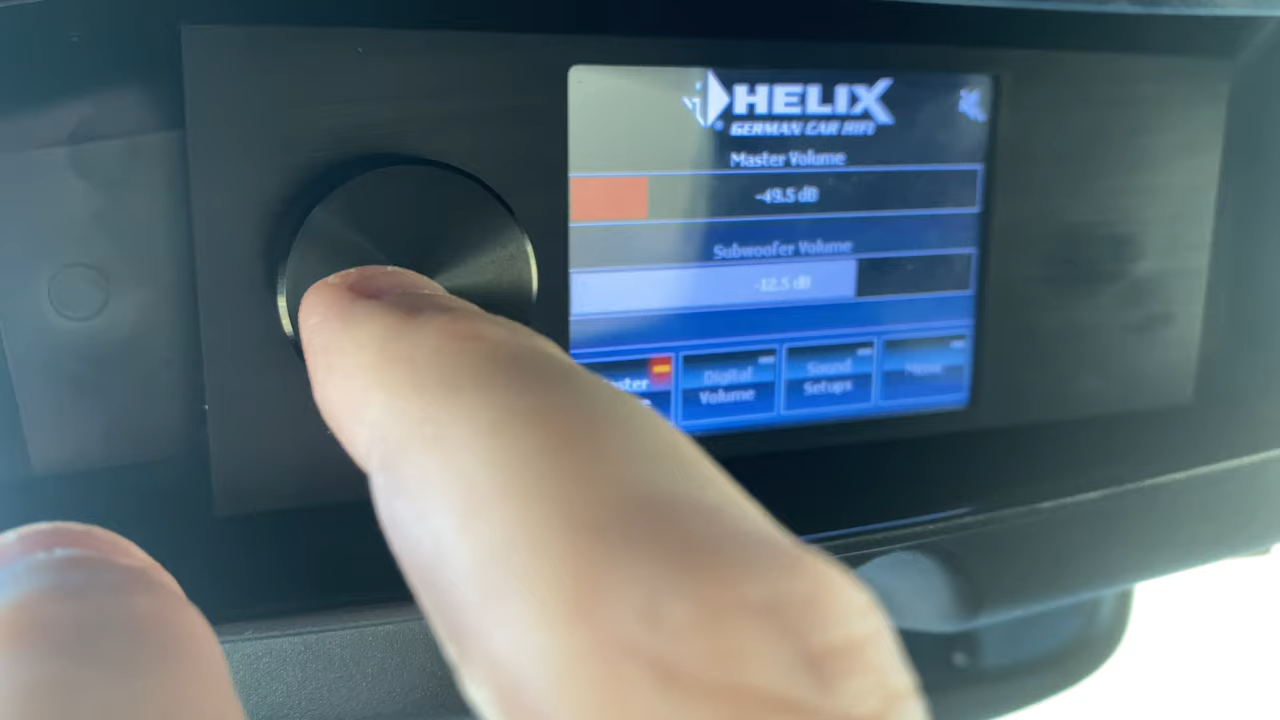 HELIX
GERMAN CAR HIFI
Master Volume
-49.5 dB
Subwoofer Volume
-12.5 dB
Digital
Volume
Sound
Setups